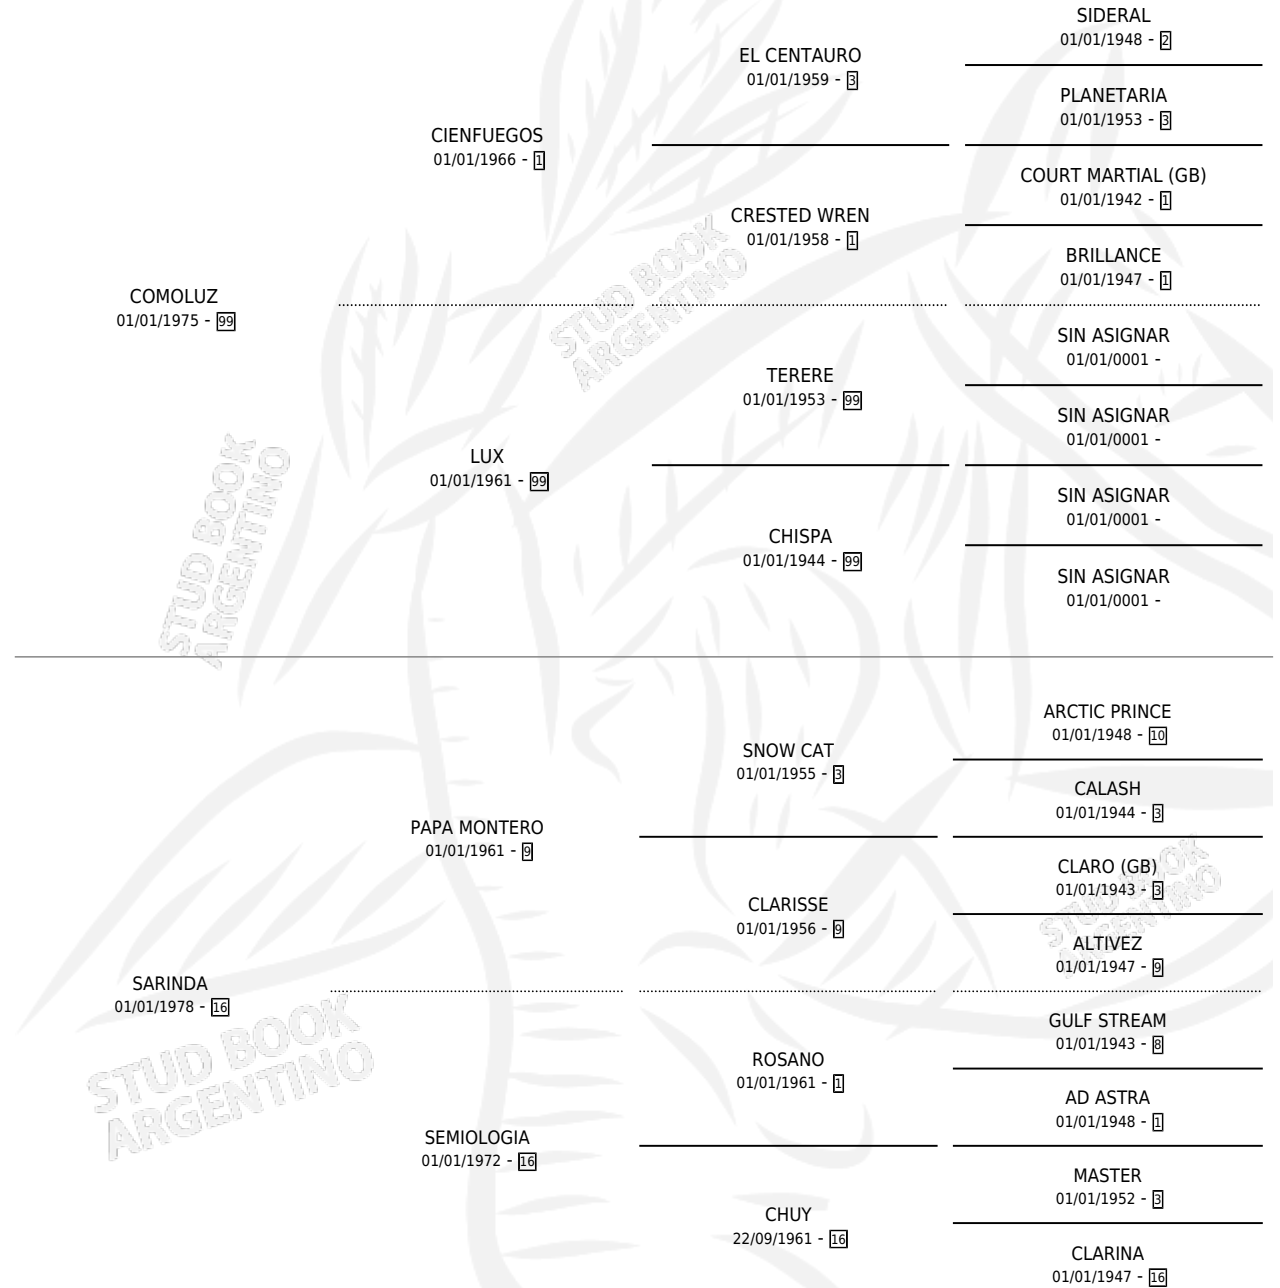 SIDERAL
01/01/1948 - 2
EL CENTAURO
01/01/1959 - 3
PLANETARIA
01/01/1953 - 3
CIENFUEGOS
01/01/1966 - 1
COURT MARTIAL (GB)
01/01/1942 - 1
CRESTED WREN
01/01/1958 - 1
BRILLANCE
01/01/1947 - 1
COMOLUZ
01/01/1975 - 99
SIN ASIGNAR
01/01/0001 -
TERERE
01/01/1953 - 99
SIN ASIGNAR
01/01/0001 -
LUX
01/01/1961 - 99
SIN ASIGNAR
01/01/0001 -
CHISPA
01/01/1944 - 99
SIN ASIGNAR
01/01/0001 -
STUD BOOK
ARGENTINO
STUD BOOK
ARGENTINO
ARCTIC PRINCE
01/01/1948 - 10
SNOW CAT
01/01/1955 - 3
CALASH
01/01/1944 - 3
PAPA MONTERO
01/01/1961 - 9
CLARO (GB)
01/01/1943 - 3
CLARISSE
01/01/1956 - 9
ALTIVEZ
01/01/1947 - 9
STUD BOOK
ARGENTINO
SARINDA
01/01/1978 - 16
GULF STREAM
01/01/1943 - 8
ROSANO
01/01/1961 - 1
AD ASTRA
01/01/1948 - 1
STUD BOOK
ARGENTINO
SEMIOLOGIA
01/01/1972 - 16
MASTER
01/01/1952 - 3
CHUY
22/09/1961 - 16
CLARINA
01/01/1947 - 16